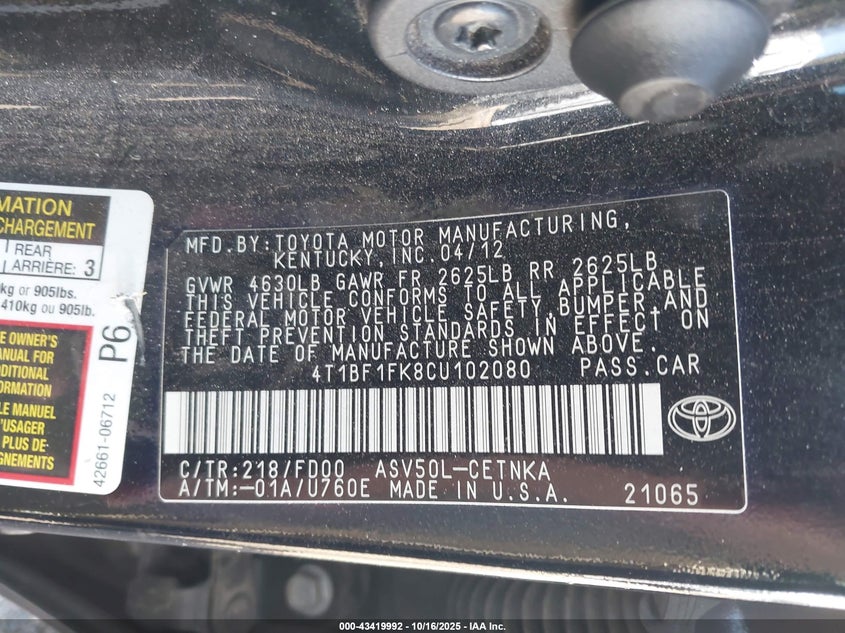 MATION
CHARGEMENT
REAR
ARRIÈRE: 3
kg or 905lbs.
410kg ou 905lb.
E OWNER'S
MANUAL FOR
ADDITIONAL
FORMATION
LE MANUEL
D'USAGER
PLUS DE-
GNEMENTS
P6
42661-06712
MFD.BY:TOYOTA MOTOR MANUFACTURING,
KENTUCKY,INC.04/12
GVWR 4630LB GAWR FR 2625LB RR 2625LB
THIS VEHICLE CONFORMS TO ALL APPLICABLE
FEDERAL MOTOR VEHICLE SAFETY,BUMPER,AND
THEFT PREVENTION STANDARDS IN EFFECT ON
THE DATE OF MANUFACTURE SHOWN ABOVE.
4T1BF1FK8CU102080 PASS.CAR
C/TR:218/FD00 ASV50L-CETNKA
A/TM:-01A/U760E MADE IN U.S.A. 21065
000-43419992 - 10/16/2025 - IAA Inc.